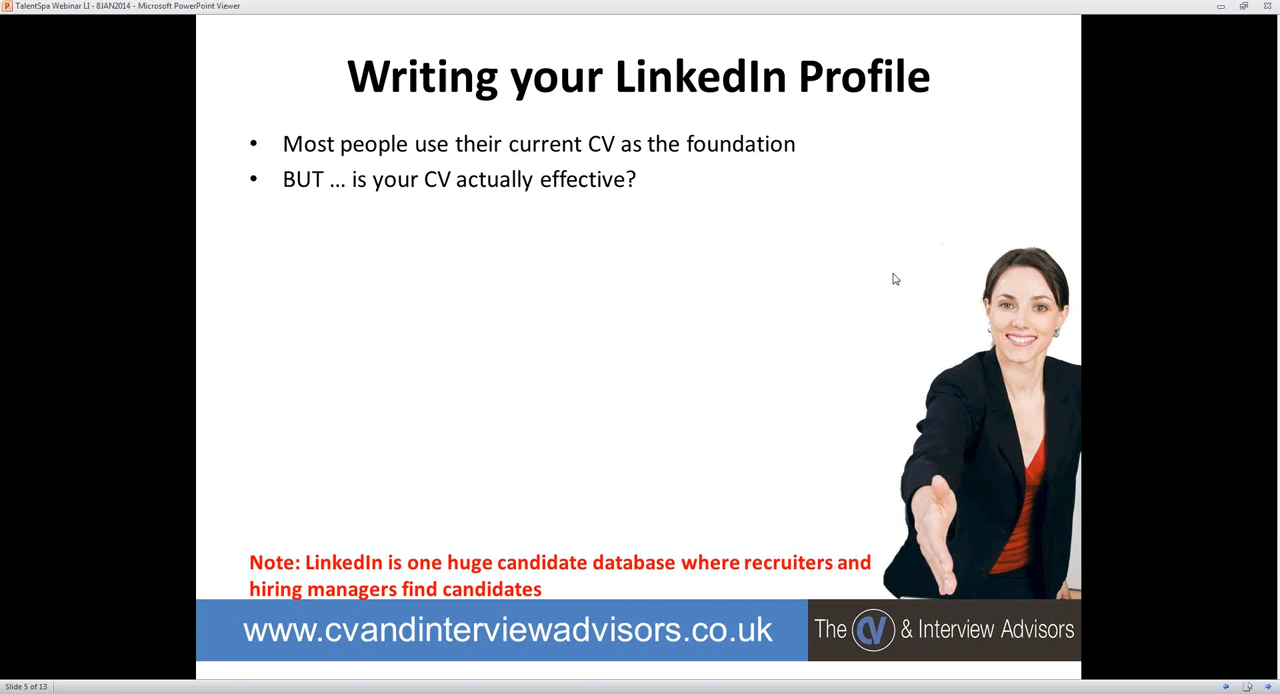 TalentSpa Webinar LI - 8JAN2014 - Microsoft PowerPoint Viewer
Writing your LinkedIn Profile
• Most people use their current CV as the foundation
• BUT ... is your CV actually effective?
Note: LinkedIn is one huge candidate database where recruiters and
hiring managers find candidates
www.cvandinterviewadvisors.co.uk
The CV & Interview Advisors
Slide 5 of 13